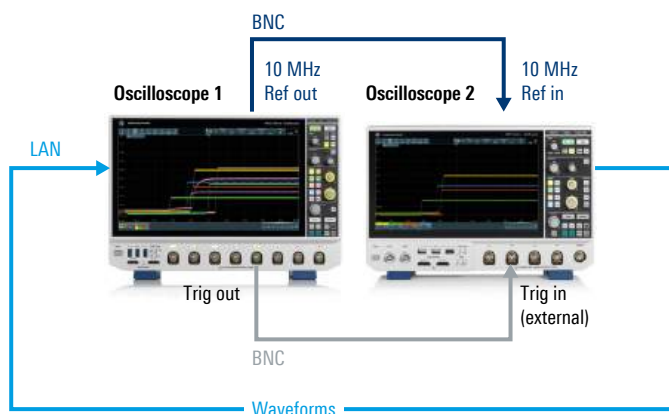 BNC
10 MHz
Ref out
10 MHz
Ref in
Oscilloscope 1
Oscilloscope 2
LAN
Trig out
Trig in
(external)
BNC
Waveforms